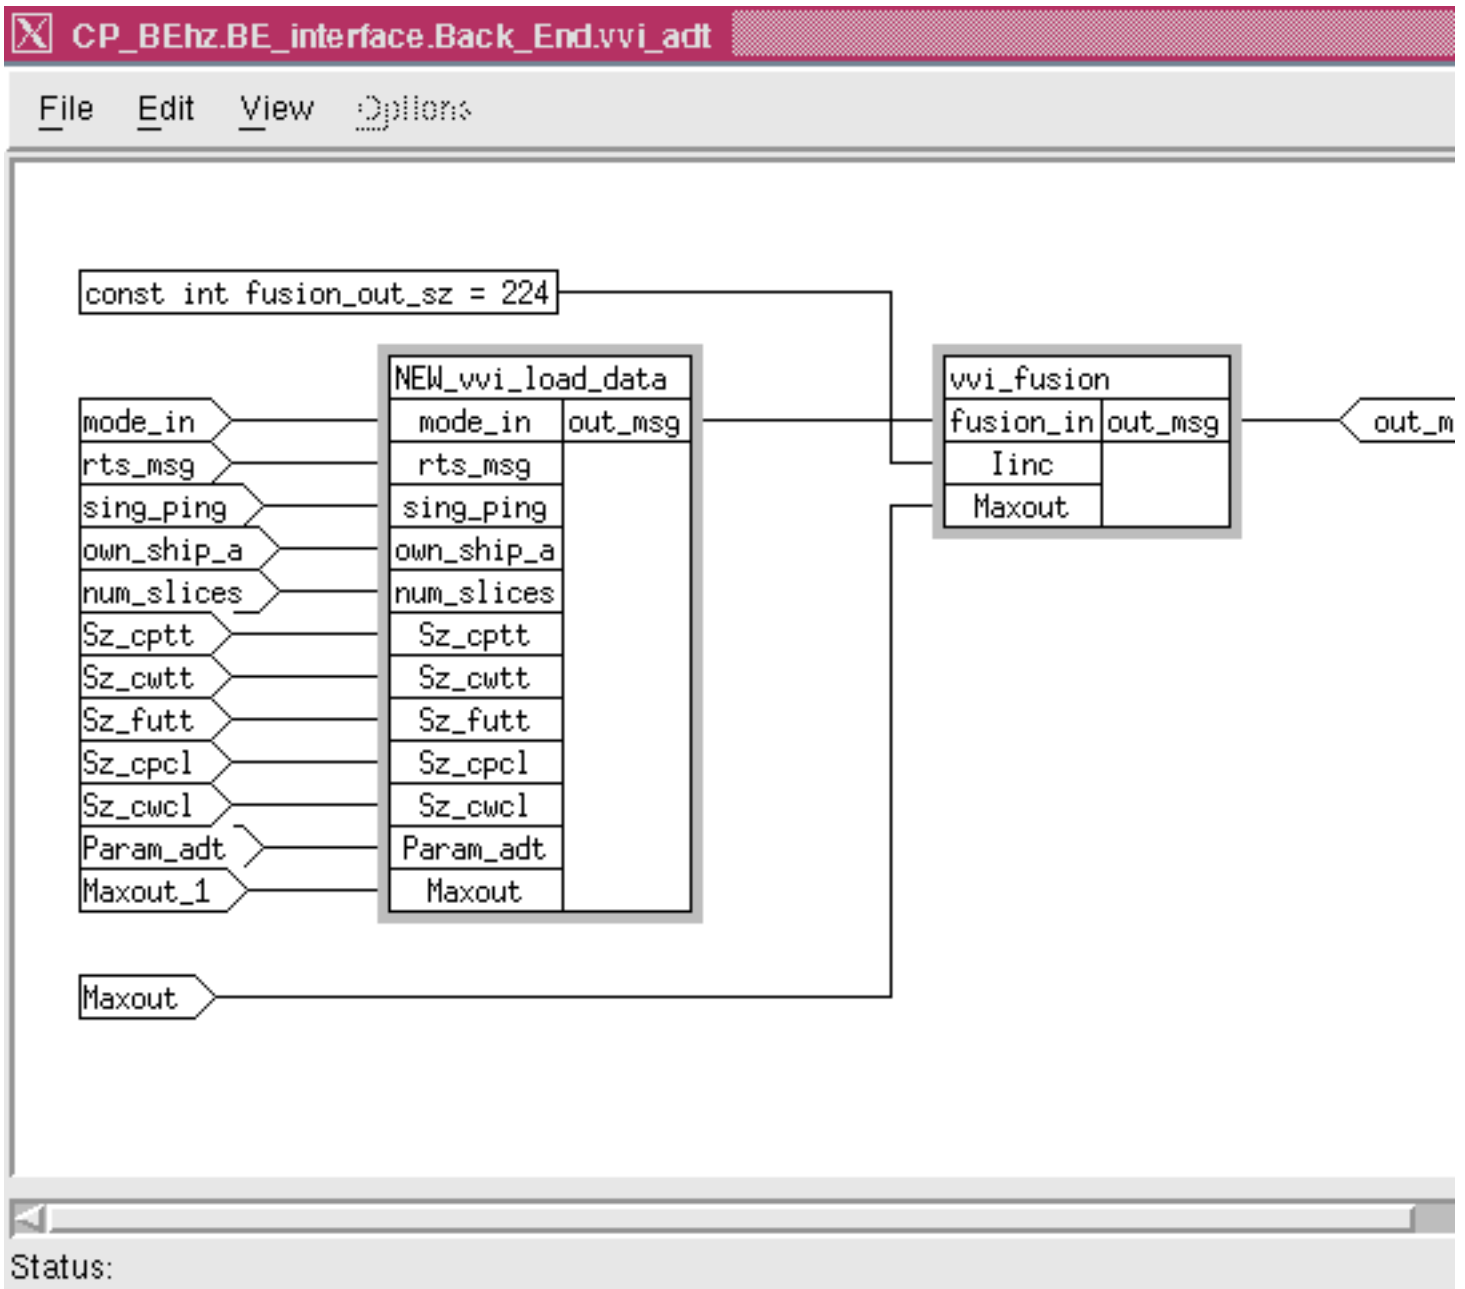 X CP_BEhz.BE_interface.Back_End.vvi_adt
File Edit View Options
const int fusion_out_sz = 224
NEW_vvi_load_data vvi_fusion
mode_in mode_in out_msg fusion_in out_msg out_m
rts_msg rts_msg Iinc
sing_ping sing_ping Maxout
own_ship_a own_ship_a
num_slices num_slices
Sz_cptt Sz_cptt
Sz_cwtt Sz_cwtt
Sz_futt Sz_futt
Sz_cpcl Sz_cpcl
Sz_cwcl Sz_cwcl
Param_adt Param_adt
Maxout_1 Maxout
Maxout
Status: